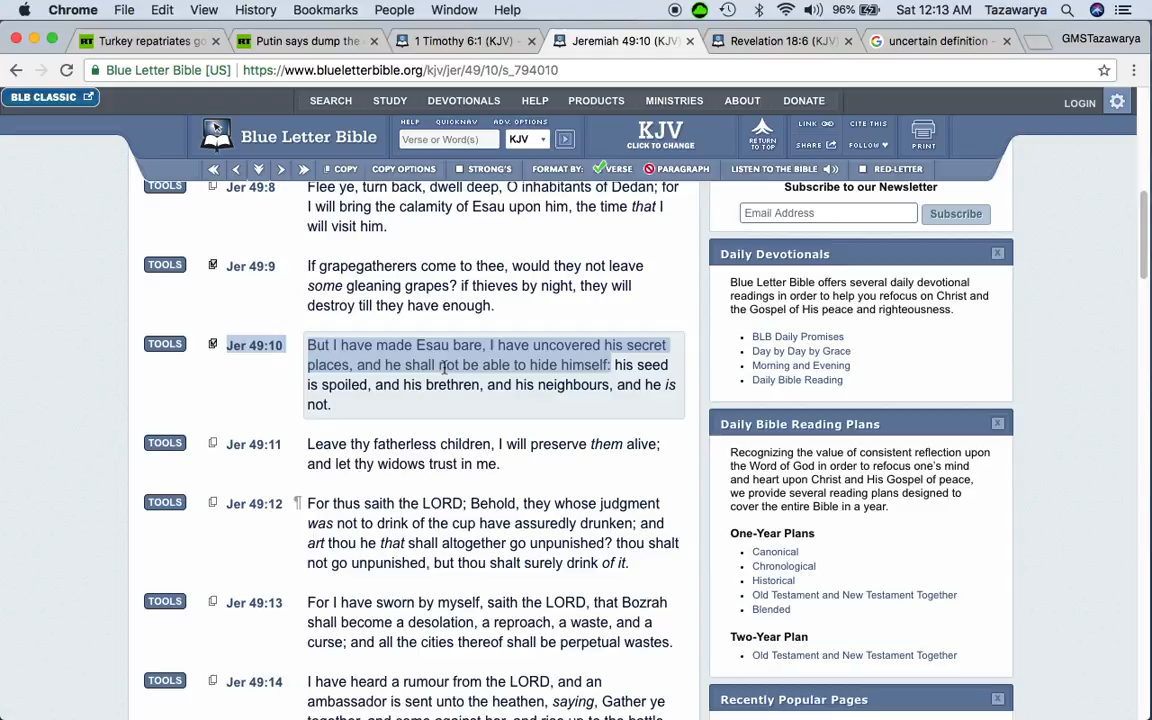 Chrome File Edit View History Bookmarks People Window Help 96% Sat 12:13 AM Tazawarya
Turkey repatriates go
Putin says dump the
1 Timothy 6:1 (KJV) -
Jeremiah 49:10 (KJV)
Revelation 18:6 (KJV)
uncertain definition -
GMSTazawarya
Blue Letter Bible [US] https://www.blueletterbible.org/kjv/jer/49/10/s_794010
BLB CLASSIC
SEARCH STUDY DEVOTIONALS HELP PRODUCTS MINISTRIES ABOUT DONATE
LOGIN
Blue Letter Bible
HELP QUICKNAV ADV. OPTIONS
Verse or Word(s) KJV
KJV
CLICK TO CHANGE
RETURN
TO TOP
LINK CITE THIS
SHARE FOLLOW
PRINT
COPY COPY OPTIONS STRONG'S FORMAT BY: VERSE PARAGRAPH LISTEN TO THE BIBLE RED-LETTER
TOOLS Jer 49:8 Flee ye, turn back, dwell deep, O inhabitants of Dedan; for
I will bring the calamity of Esau upon him, the time that I
will visit him.
TOOLS Jer 49:9 If grapegatherers come to thee, would they not leave
some gleaning grapes? if thieves by night, they will
destroy till they have enough.
TOOLS Jer 49:10 But I have made Esau bare, I have uncovered his secret
places, and he shall not be able to hide himself: his seed
is spoiled, and his brethren, and his neighbours, and he is
not.
TOOLS Jer 49:11 Leave thy fatherless children, I will preserve them alive;
and let thy widows trust in me.
TOOLS Jer 49:12 ¶ For thus saith the LORD; Behold, they whose judgment
was not to drink of the cup have assuredly drunken; and
art thou he that shall altogether go unpunished? thou shalt
not go unpunished, but thou shalt surely drink of it.
TOOLS Jer 49:13 For I have sworn by myself, saith the LORD, that Bozrah
shall become a desolation, a reproach, a waste, and a
curse; and all the cities thereof shall be perpetual wastes.
TOOLS Jer 49:14 I have heard a rumour from the LORD, and an
ambassador is sent unto the heathen, saying, Gather ye
together, and come against her, and rise up to the battle.
Subscribe to our Newsletter
Email Address Subscribe
Daily Devotionals
Blue Letter Bible offers several daily devotional
readings in order to help you refocus on Christ and
the Gospel of His peace and righteousness.
BLB Daily Promises
Day by Day by Grace
Morning and Evening
Daily Bible Reading
Daily Bible Reading Plans
Recognizing the value of consistent reflection upon
the Word of God in order to refocus one's mind
and heart upon Christ and His Gospel of peace,
we provide several reading plans designed to
cover the entire Bible in a year.
One-Year Plans
Canonical
Chronological
Historical
Old Testament and New Testament Together
Blended
Two-Year Plan
Old Testament and New Testament Together
Recently Popular Pages